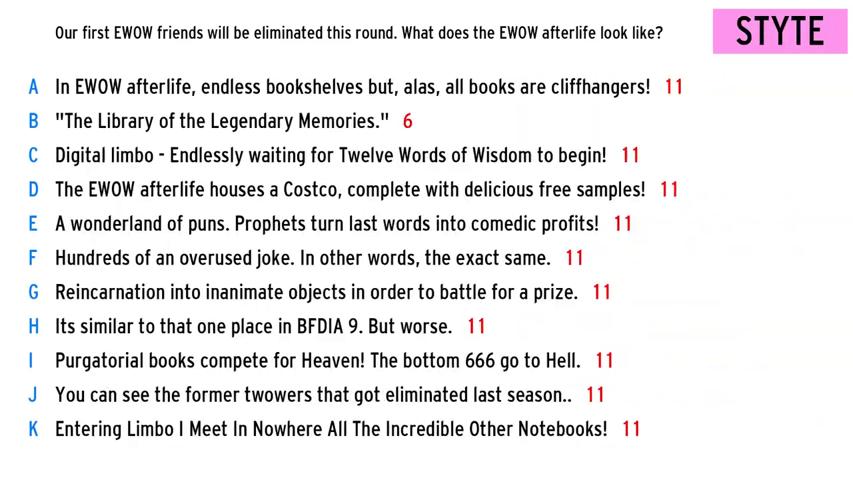 Our first EWOW friends will be eliminated this round. What does the EWOW afterlife look like?
STYTE
A In EWOW afterlife, endless bookshelves but, alas, all books are cliffhangers! 11
B "The Library of the Legendary Memories." 6
C Digital limbo - Endlessly waiting for Twelve Words of Wisdom to begin! 11
D The EWOW afterlife houses a Costco, complete with delicious free samples! 11
E A wonderland of puns. Prophets turn last words into comedic profits! 11
F Hundreds of an overused joke. In other words, the exact same. 11
G Reincarnation into inanimate objects in order to battle for a prize. 11
H Its similar to that one place in BFDIA 9. But worse. 11
I Purgatorial books compete for Heaven! The bottom 666 go to Hell. 11
J You can see the former twowers that got eliminated last season.. 11
K Entering Limbo I Meet In Nowhere All The Incredible Other Notebooks! 11